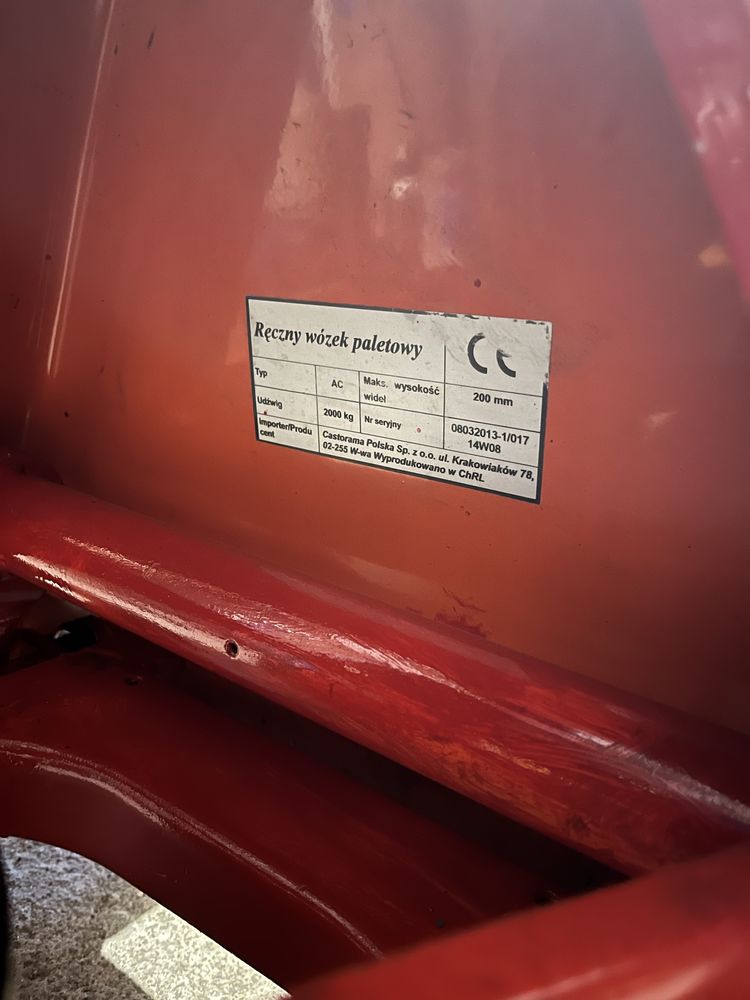 Ręczny wózek paletowy
CE
Typ
AC
Maks. wysokość
wideł
200 mm
Udźwig
2000 kg
Nr seryjny
08032013-1/017
14W08
Importer/Produ
cent
Castorama Polska Sp. z o.o. ul. Krakowiaków 78,
02-255 W-wa Wyprodukowano w ChRL